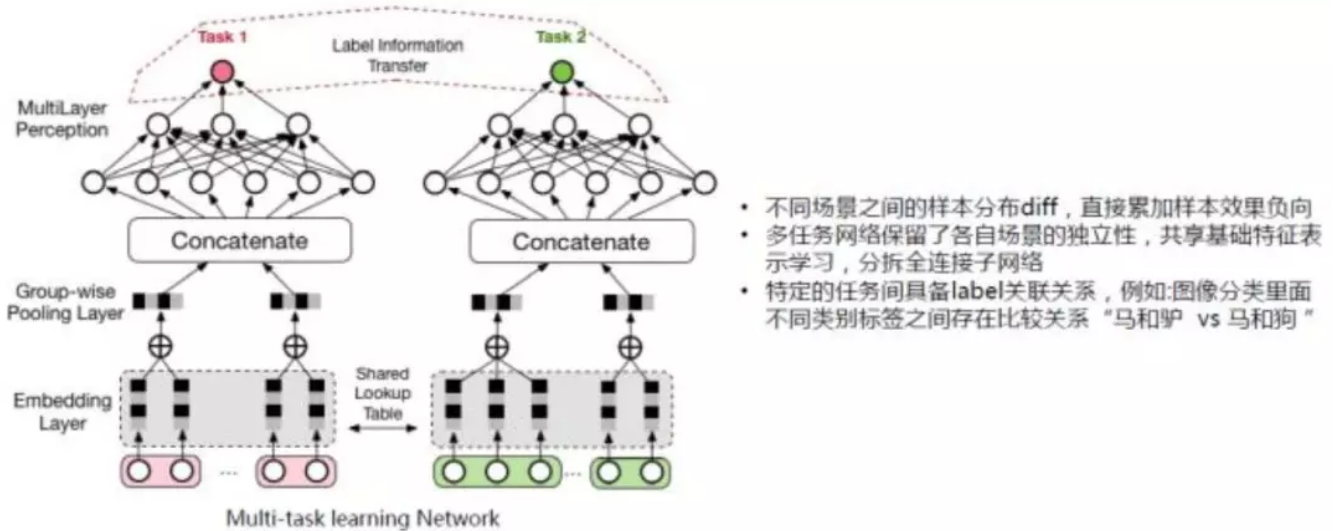 Task 1
Task 2
Label Information
Transfer
MultiLayer
Perception
Concatenate
Concatenate
Group-wise
Pooling Layer
Shared
Lookup
Table
Embedding
Layer
...
...
Multi-task learning Network
• 不同场景之间的样本分布diff，直接累加样本效果负向
• 多任务网络保留了各自场景的独立性，共享基础特征表
示学习，分拆全连接子网络
• 特定的任务间具备label关联关系，例如:图像分类里面
不同类别标签之间存在比较关系“马和驴 vs 马和狗”